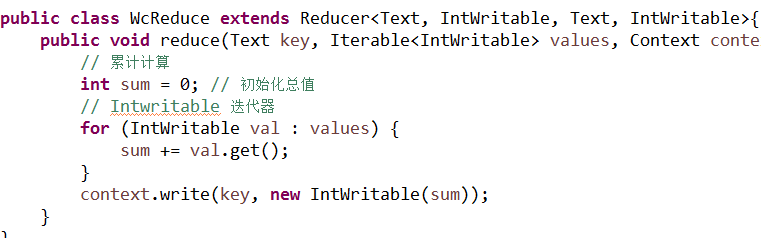 public class WcReduce extends Reducer<Text, IntWritable, Text, IntWritable>{
public void reduce(Text key, Iterable<IntWritable> values, Context conte
// 累计计算
int sum = 0; // 初始化总值
// Intwritable 迭代器
for (IntWritable val : values) {
sum += val.get();
}
context.write(key, new IntWritable(sum));
}
}